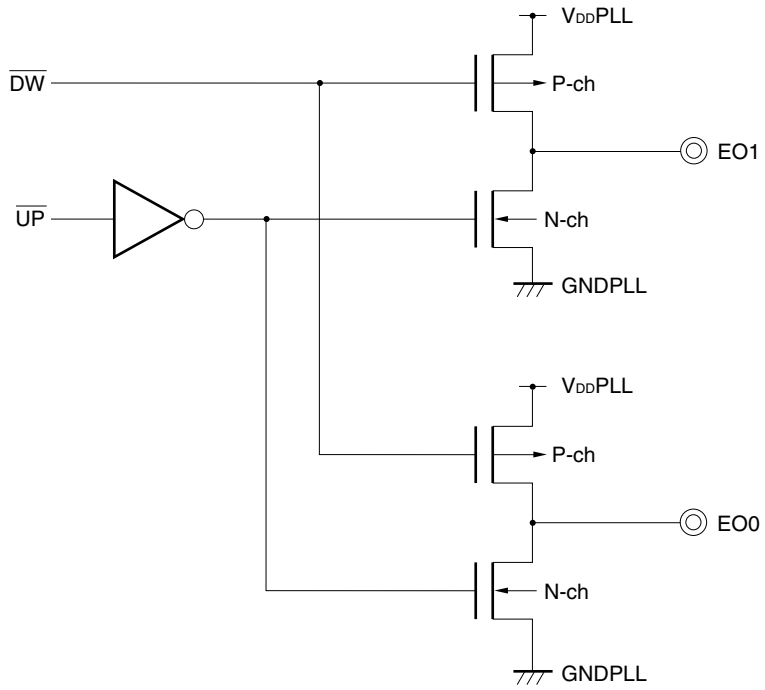 VDDPLL
DW
P-ch
EO1
UP
N-ch
GNDPLL
VDDPLL
P-ch
EO0
N-ch
GNDPLL